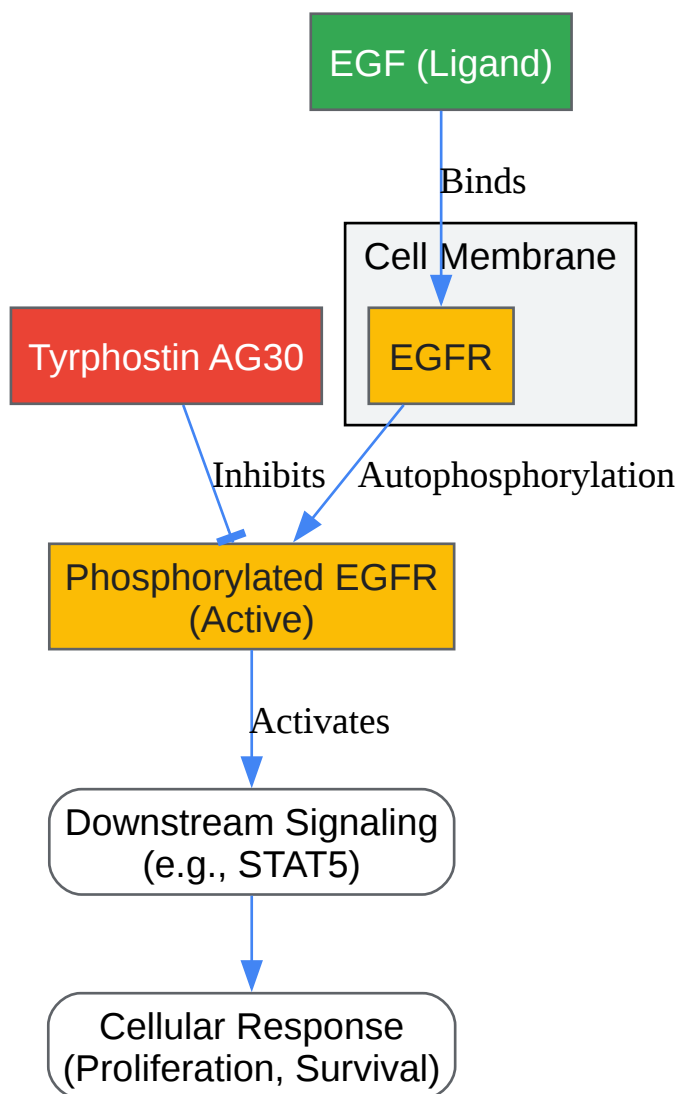 EGF (Ligand)
Binds
Cell Membrane
Tyrphostin AG30
EGFR
Inhibits
Autophosphorylation
Phosphorylated EGFR
(Active)
Activates
Downstream Signaling
(e.g., STAT5)
Cellular Response
(Proliferation, Survival)